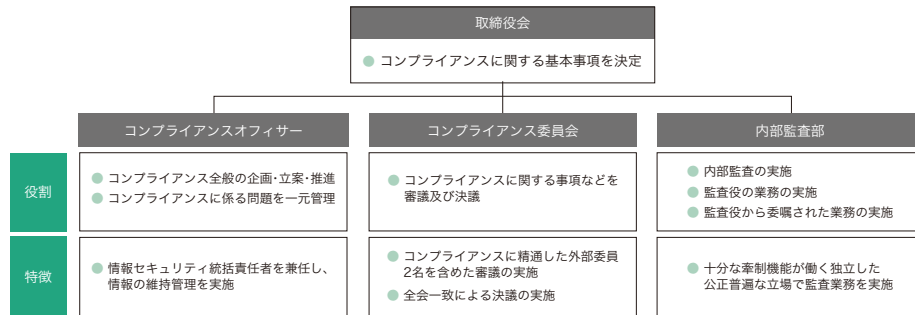 取締役会
● コンプライアンスに関する基本事項を決定
コンプライアンスオフィサー
コンプライアンス委員会
内部監査部
役割
● コンプライアンス全般の企画・立案・推進
● コンプライアンスに係る問題を一元管理
● コンプライアンスに関する事項などを
審議及び決議
● 内部監査の実施
● 監査役の業務の実施
● 監査役から委嘱された業務の実施
特徴
● 情報セキュリティ統括責任者を兼任し、
情報の維持管理を実施
● コンプライアンスに精通した外部委員
2名を含めた審議の実施
● 全会一致による決議の実施
● 十分な牽制機能が働く独立した
公正普遍な立場で監査業務を実施